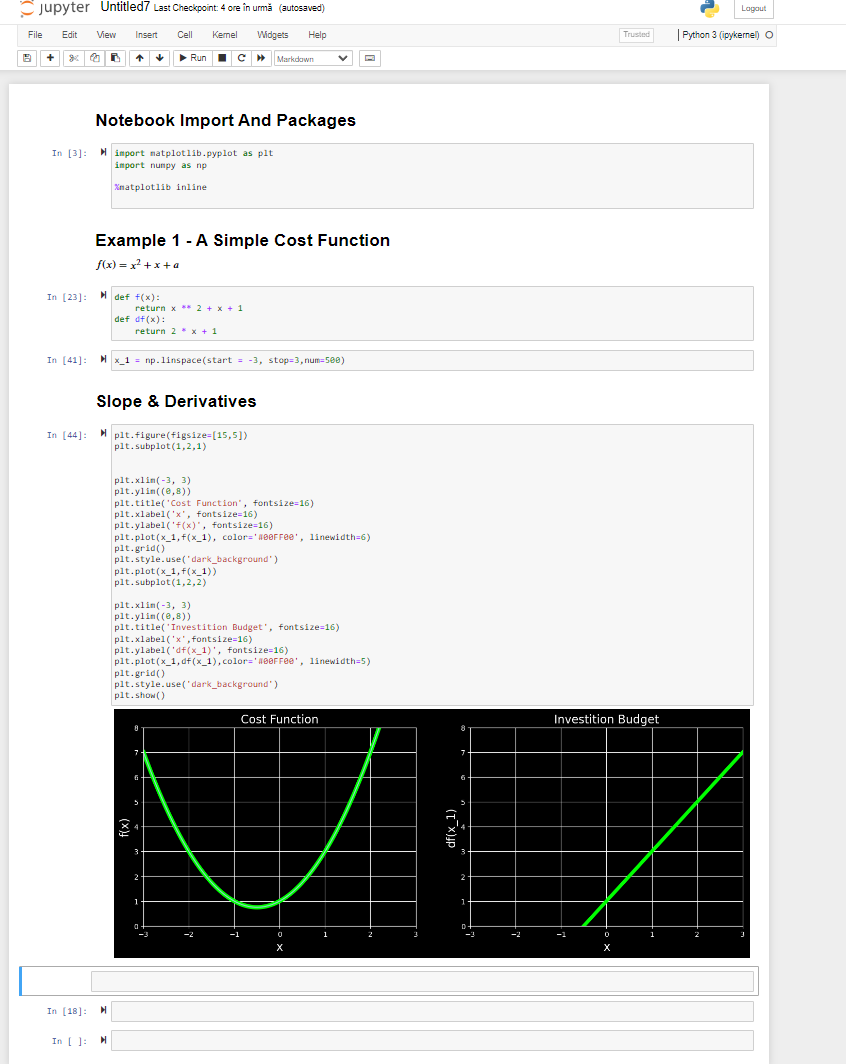 jupyter Untitled7 Last Checkpoint: 4 ore în urmă (autosaved)
Logout
File Edit View Insert Cell Kernel Widgets Help
Trusted
Python 3 (ipykernel)
Run
Markdown
Notebook Import And Packages
In [3]:
import matplotlib.pyplot as plt
import numpy as np
%matplotlib inline
Example 1 - A Simple Cost Function
f(x) = x² + x + a
In [23]:
def f(x):
    return x ** 2 + x + 1
def df(x):
    return 2 * x + 1
In [41]:
x_1 = np.linspace(start = -3, stop=3,num=500)
Slope & Derivatives
In [44]:
plt.figure(figsize=[15,5])
plt.subplot(1,2,1)
plt.xlim(-3, 3)
plt.ylim((0,8))
plt.title('Cost Function', fontsize=16)
plt.xlabel('x', fontsize=16)
plt.ylabel('f(x)', fontsize=16)
plt.plot(x_1,f(x_1), color='#00FF00', linewidth=6)
plt.grid()
plt.style.use('dark_background')
plt.plot(x_1,f(x_1))
plt.subplot(1,2,2)
plt.xlim(-3, 3)
plt.ylim((0,8))
plt.title('Investition Budget', fontsize=16)
plt.xlabel('x',fontsize=16)
plt.ylabel('df(x_1)', fontsize=16)
plt.plot(x_1,df(x_1),color='#00FF00', linewidth=5)
plt.grid()
plt.style.use('dark_background')
plt.show()
Cost Function
8
7
6
5
4
3
2
1
0
f(x)
−3 −2 −1 0 1 2 3
x
Investition Budget
8
7
6
5
4
3
2
1
0
df(x_1)
−3 −2 −1 0 1 2 3
x
In [18]:
In [ ]: